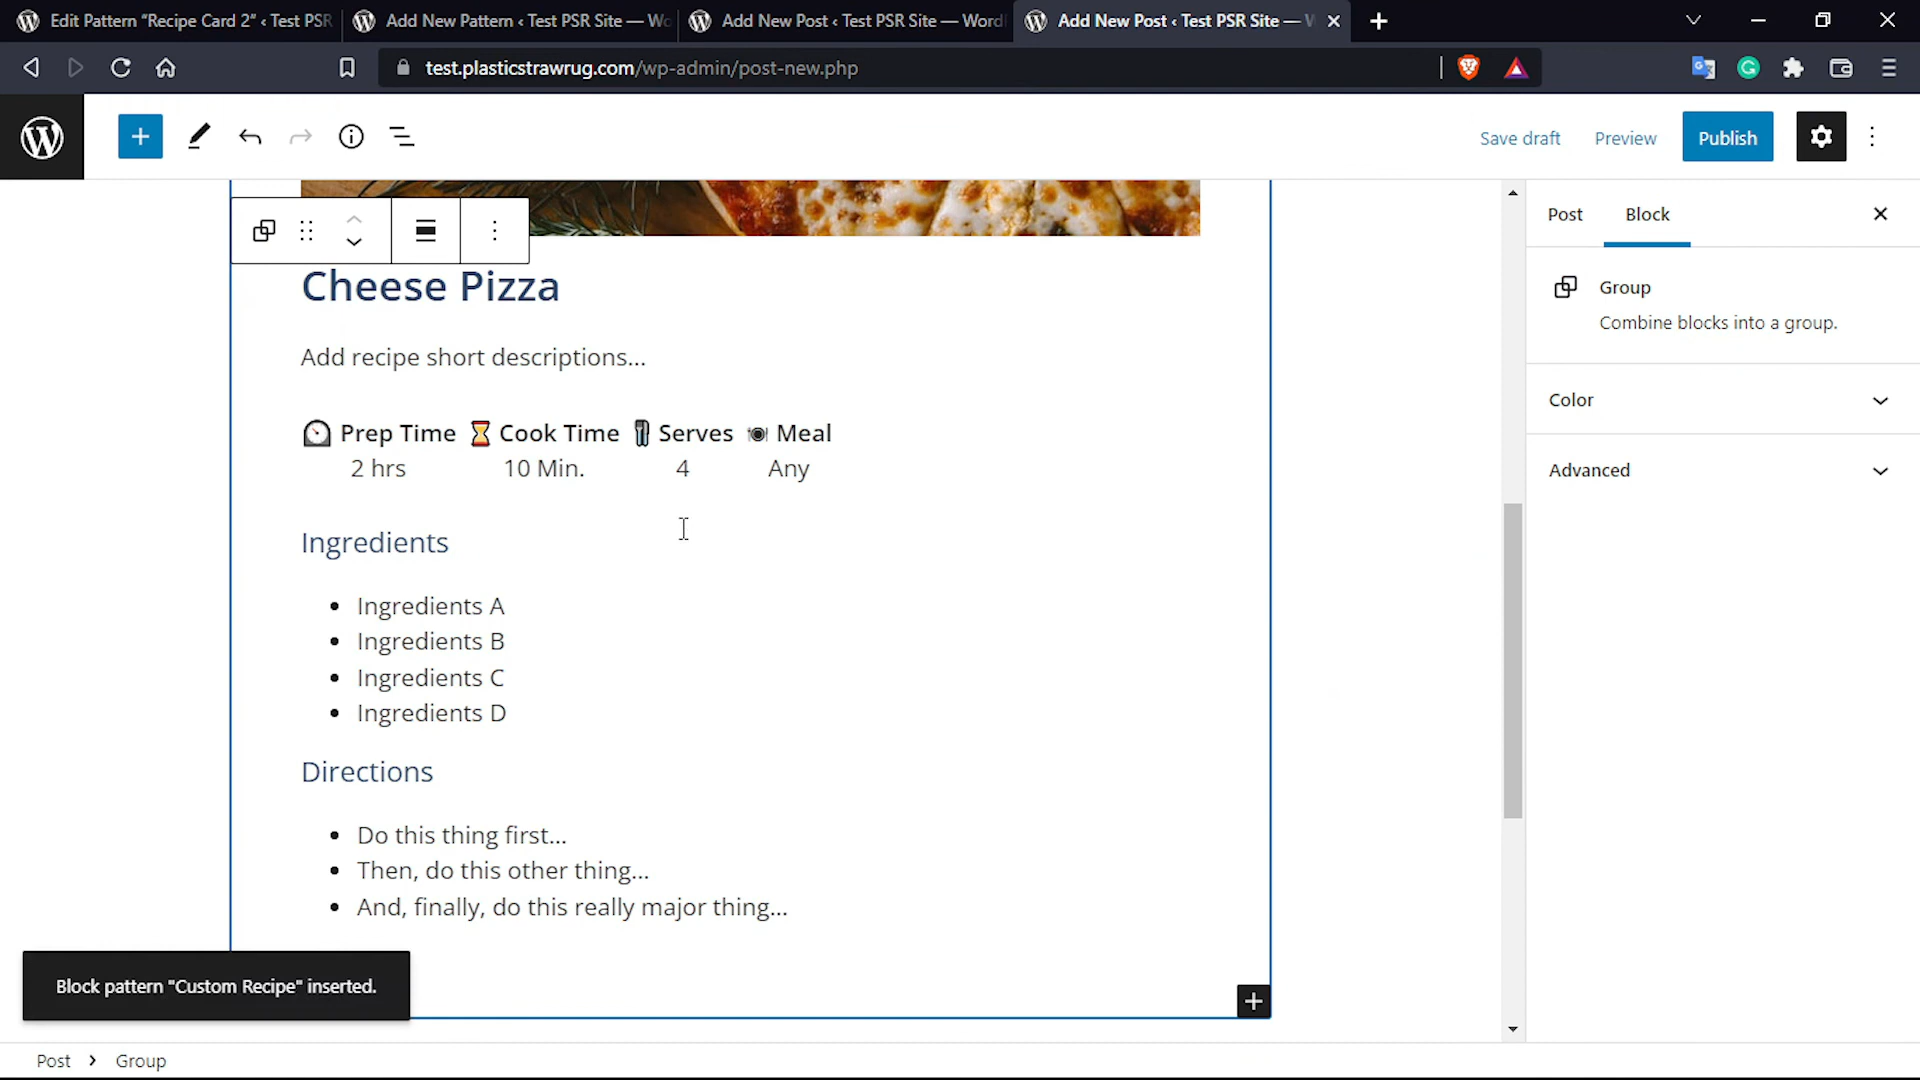 Edit Pattern “Recipe Card 2” ‹ Test PSR
Add New Pattern ‹ Test PSR Site — Wo
Add New Post ‹ Test PSR Site — Word
Add New Post ‹ Test PSR Site — W
test.plasticstrawrug.com/wp-admin/post-new.php
Save draft
Preview
Publish
Post
Block
Group
Combine blocks into a group.
Color
Advanced
Cheese Pizza
Add recipe short descriptions...
Prep Time Cook Time Serves Meal
2 hrs 10 Min. 4 Any
Ingredients
• Ingredients A
• Ingredients B
• Ingredients C
• Ingredients D
Directions
• Do this thing first...
• Then, do this other thing...
• And, finally, do this really major thing...
Block pattern "Custom Recipe" inserted.
Post > Group